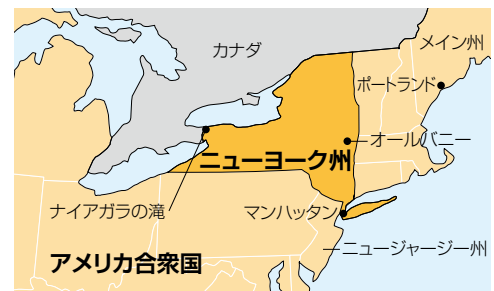 カナダ
メイン州
ポートランド
オールバニー
ニューヨーク州
ナイアガラの滝
マンハッタン
ニュージャージー州
アメリカ合衆国